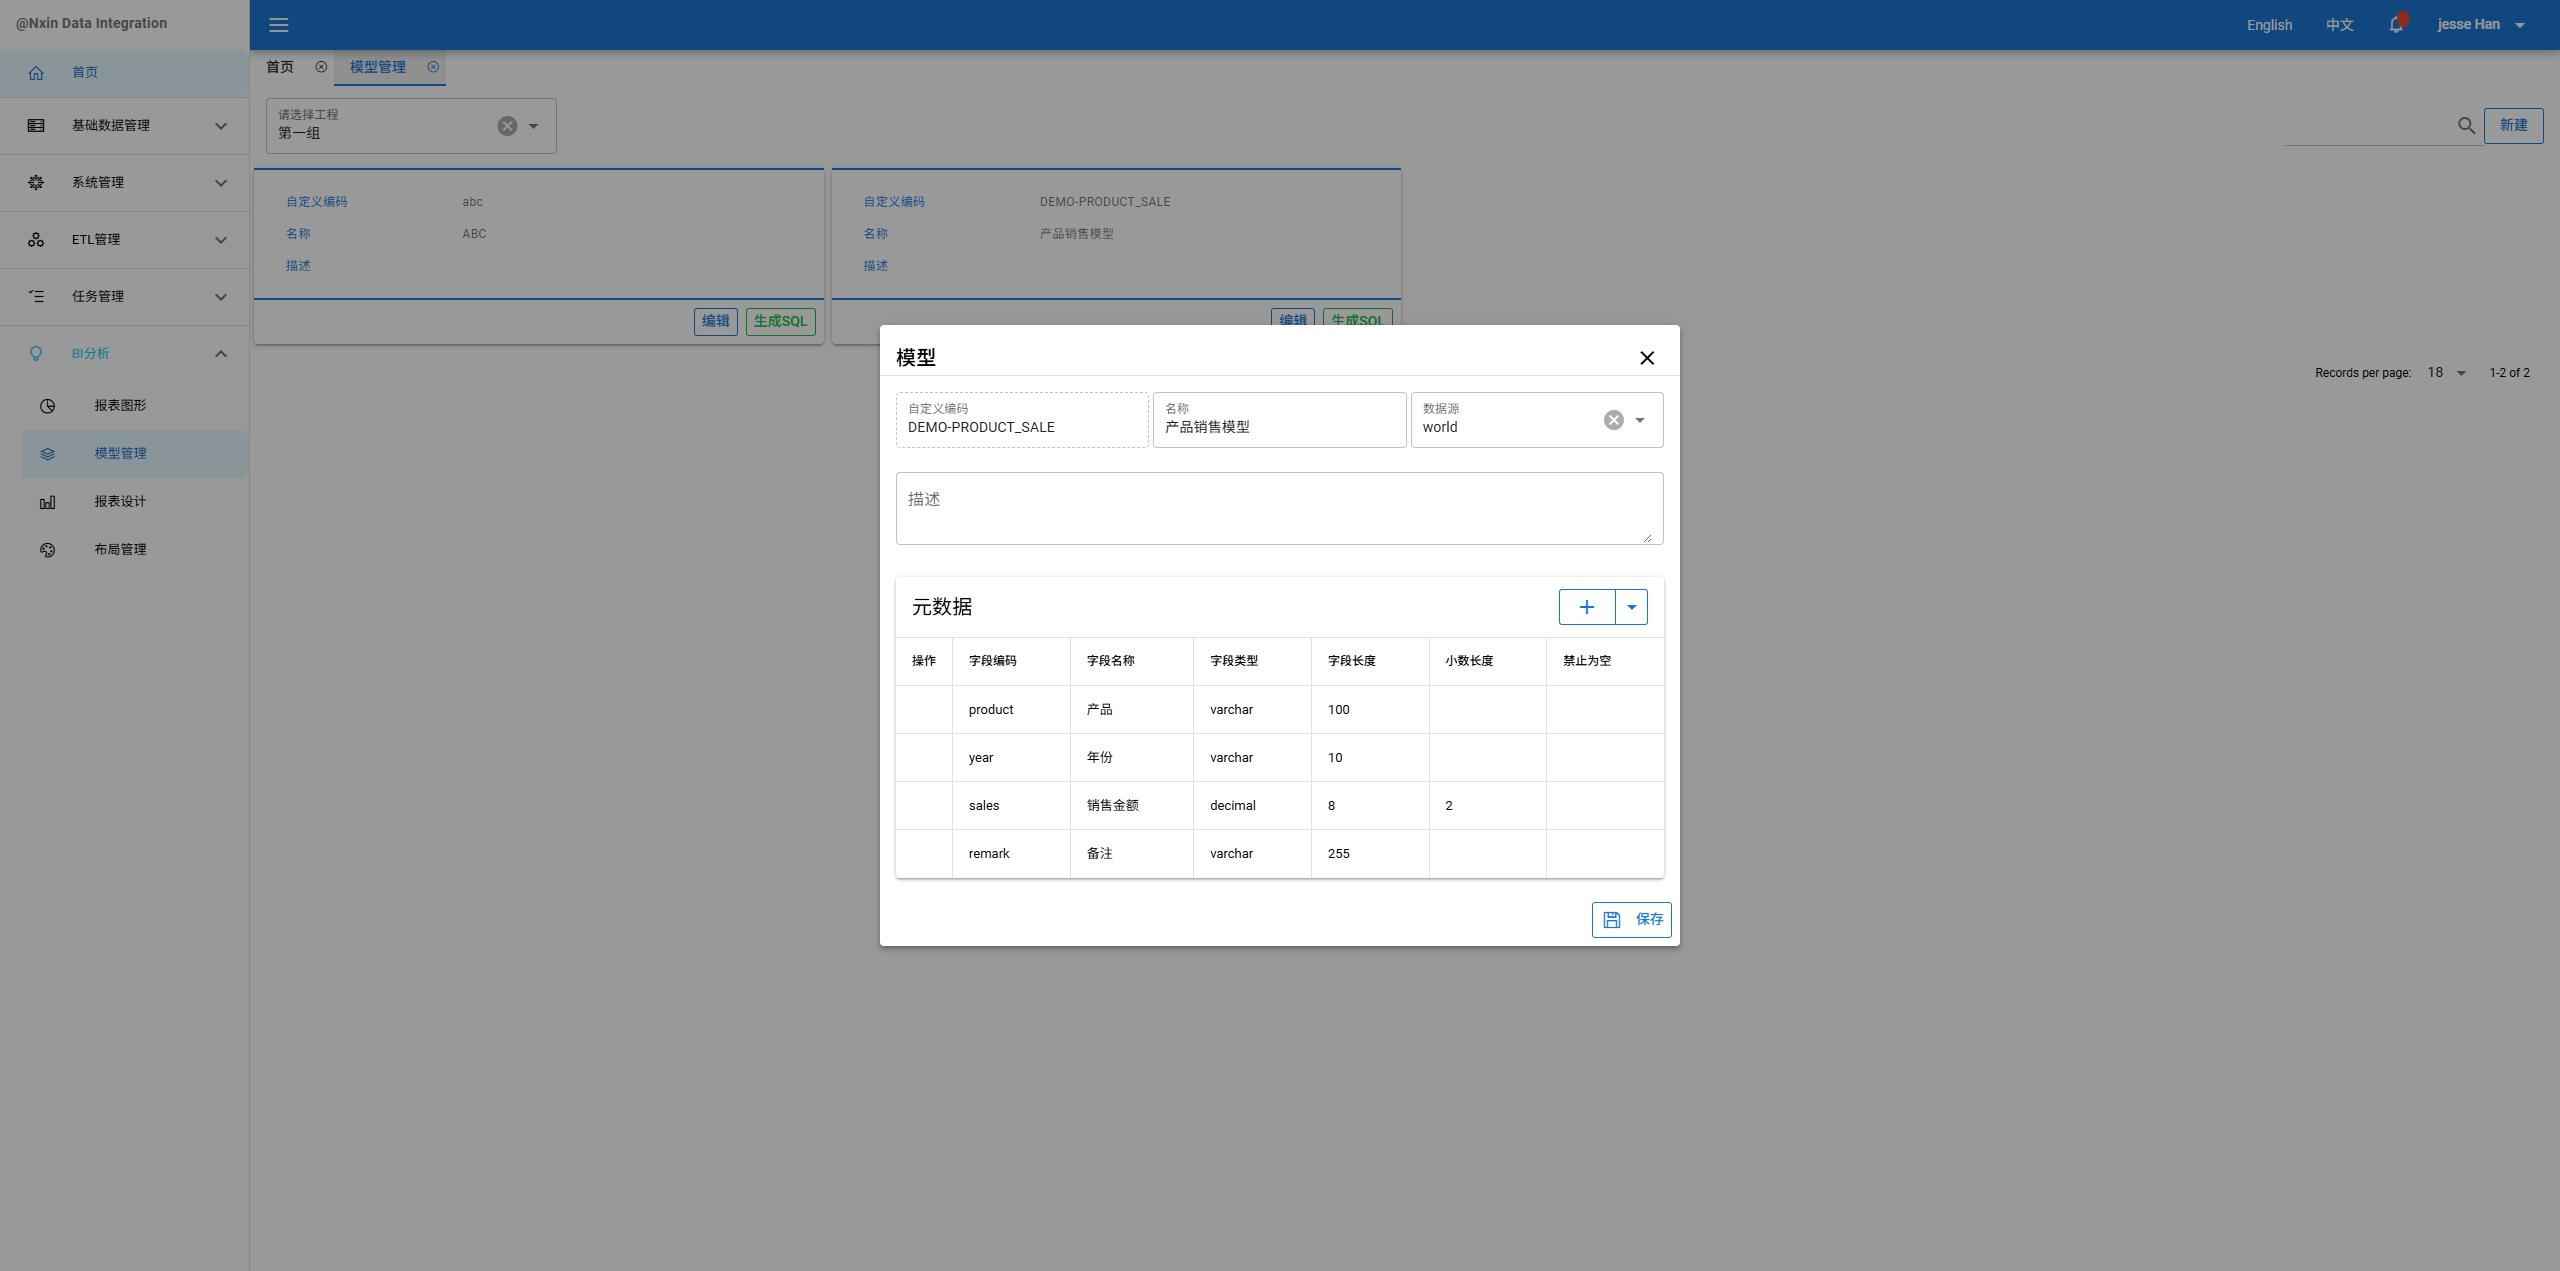 @Nxin Data Integration
English
中文
jesse Han
首页
基础数据管理
系统管理
ETL管理
任务管理
BI分析
报表图形
模型管理
报表设计
布局管理
首页
模型管理
请选择工程
第一组
新建
自定义编码 abc
名称 ABC
描述
编辑 生成SQL
自定义编码 DEMO-PRODUCT_SALE
名称 产品销售模型
描述
编辑 生成SQL
Records per page: 18 1-2 of 2
模型
自定义编码
DEMO-PRODUCT_SALE
名称
产品销售模型
数据源
world
描述
元数据
操作 字段编码 字段名称 字段类型 字段长度 小数长度 禁止为空
product 产品 varchar 100
year 年份 varchar 10
sales 销售金额 decimal 8 2
remark 备注 varchar 255
保存